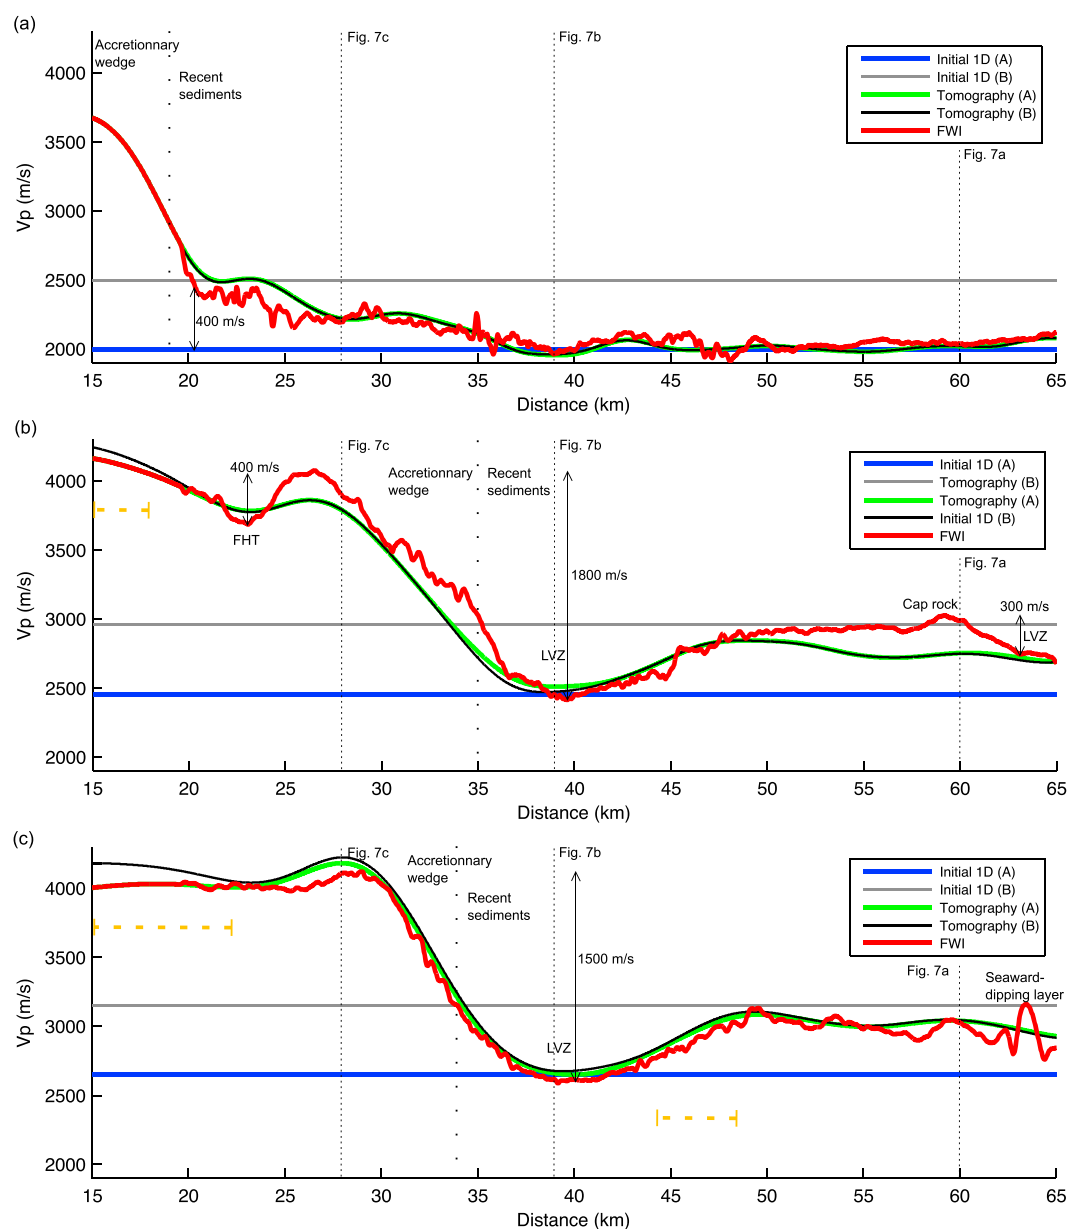 (a)
Accretionnary
wedge
Recent
sediments
Fig. 7c
Fig. 7b
Initial 1D (A)
Initial 1D (B)
Tomography (A)
Tomography (B)
FWI
Fig. 7a
400 m/s
4000
3500
3000
2500
2000
Vp (m/s)
15 20 25 30 35 40 45 50 55 60 65
Distance (km)
(b)
Fig. 7c
Accretionnary
wedge
Recent
sediments
Fig. 7b
Initial 1D (A)
Tomography (B)
Tomography (A)
Initial 1D (B)
FWI
Fig. 7a
400 m/s
FHT
1800 m/s
LVZ
Cap rock
300 m/s
LVZ
4000
3500
3000
2500
2000
Vp (m/s)
15 20 25 30 35 40 45 50 55 60 65
Distance (km)
(c)
Fig. 7c
Accretionnary
wedge
Recent
sediments
Fig. 7b
Initial 1D (A)
Initial 1D (B)
Tomography (A)
Tomography (B)
FWI
Fig. 7a
Seaward-
dipping layer
1500 m/s
LVZ
4000
3500
3000
2500
2000
Vp (m/s)
15 20 25 30 35 40 45 50 55 60 65
Distance (km)